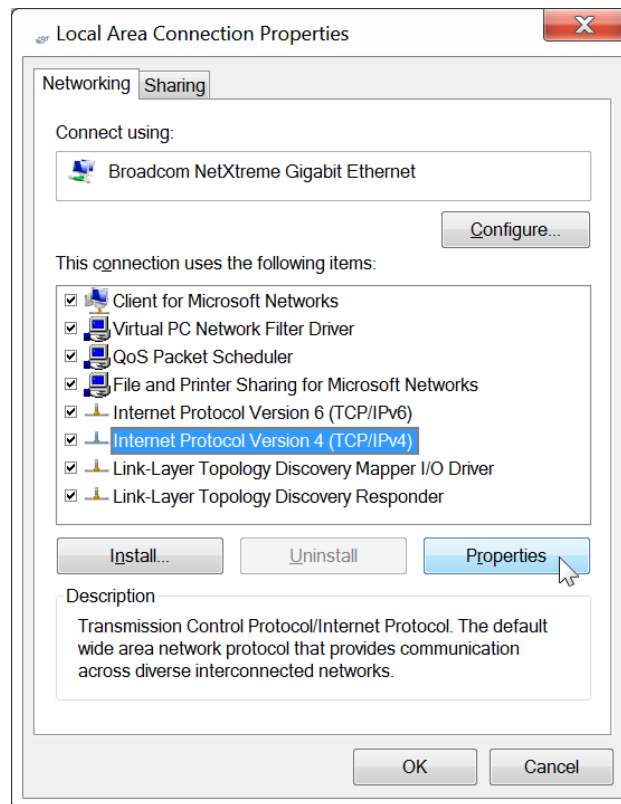 Local Area Connection Properties
Networking
Sharing
Connect using:
Broadcom NetXtreme Gigabit Ethernet
Configure...
This connection uses the following items:
Client for Microsoft Networks
Virtual PC Network Filter Driver
QoS Packet Scheduler
File and Printer Sharing for Microsoft Networks
Internet Protocol Version 6 (TCP/IPv6)
Internet Protocol Version 4 (TCP/IPv4)
Link-Layer Topology Discovery Mapper I/O Driver
Link-Layer Topology Discovery Responder
Install...
Uninstall
Properties
Description
Transmission Control Protocol/Internet Protocol. The default
wide area network protocol that provides communication
across diverse interconnected networks.
OK
Cancel